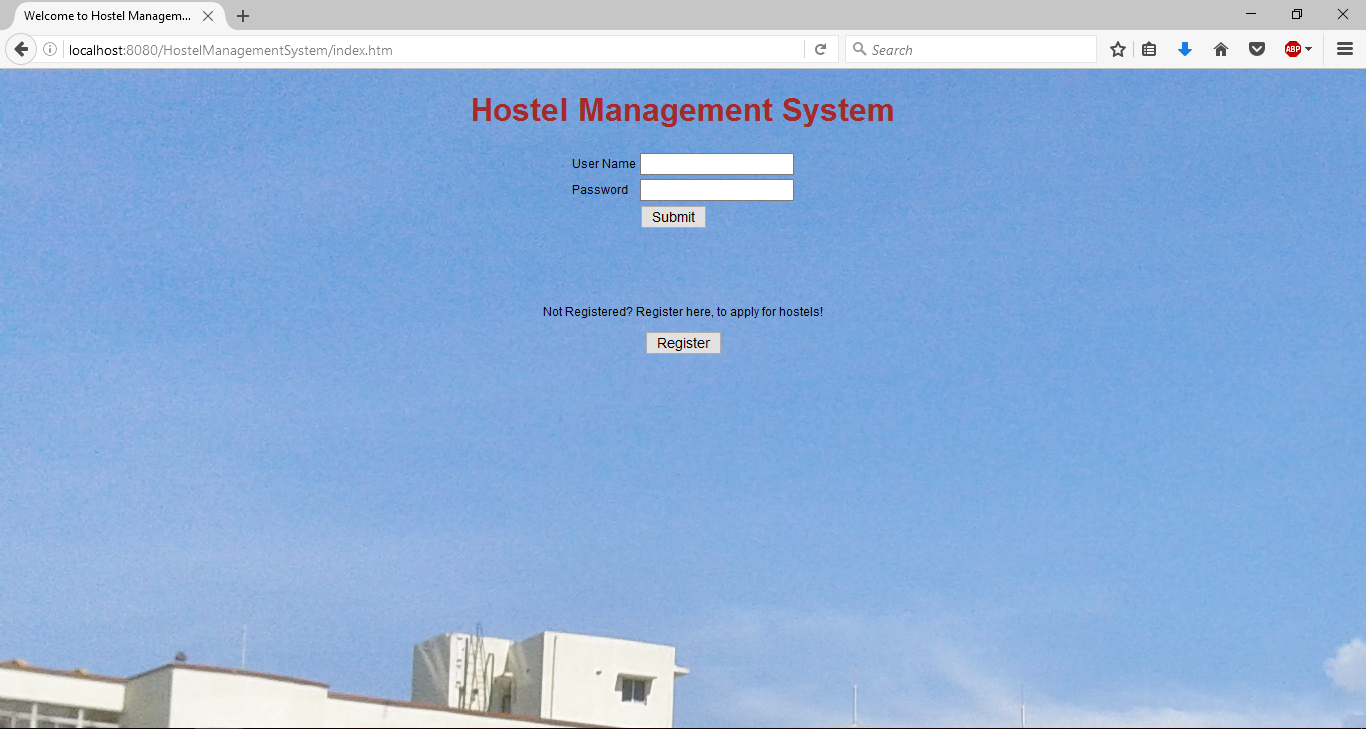 Welcome to Hostel Managem...
localhost:8080/HostelManagementSystem/index.htm
Search
ABP
Hostel Management System
User Name
Password
Submit
Not Registered? Register here, to apply for hostels!
Register